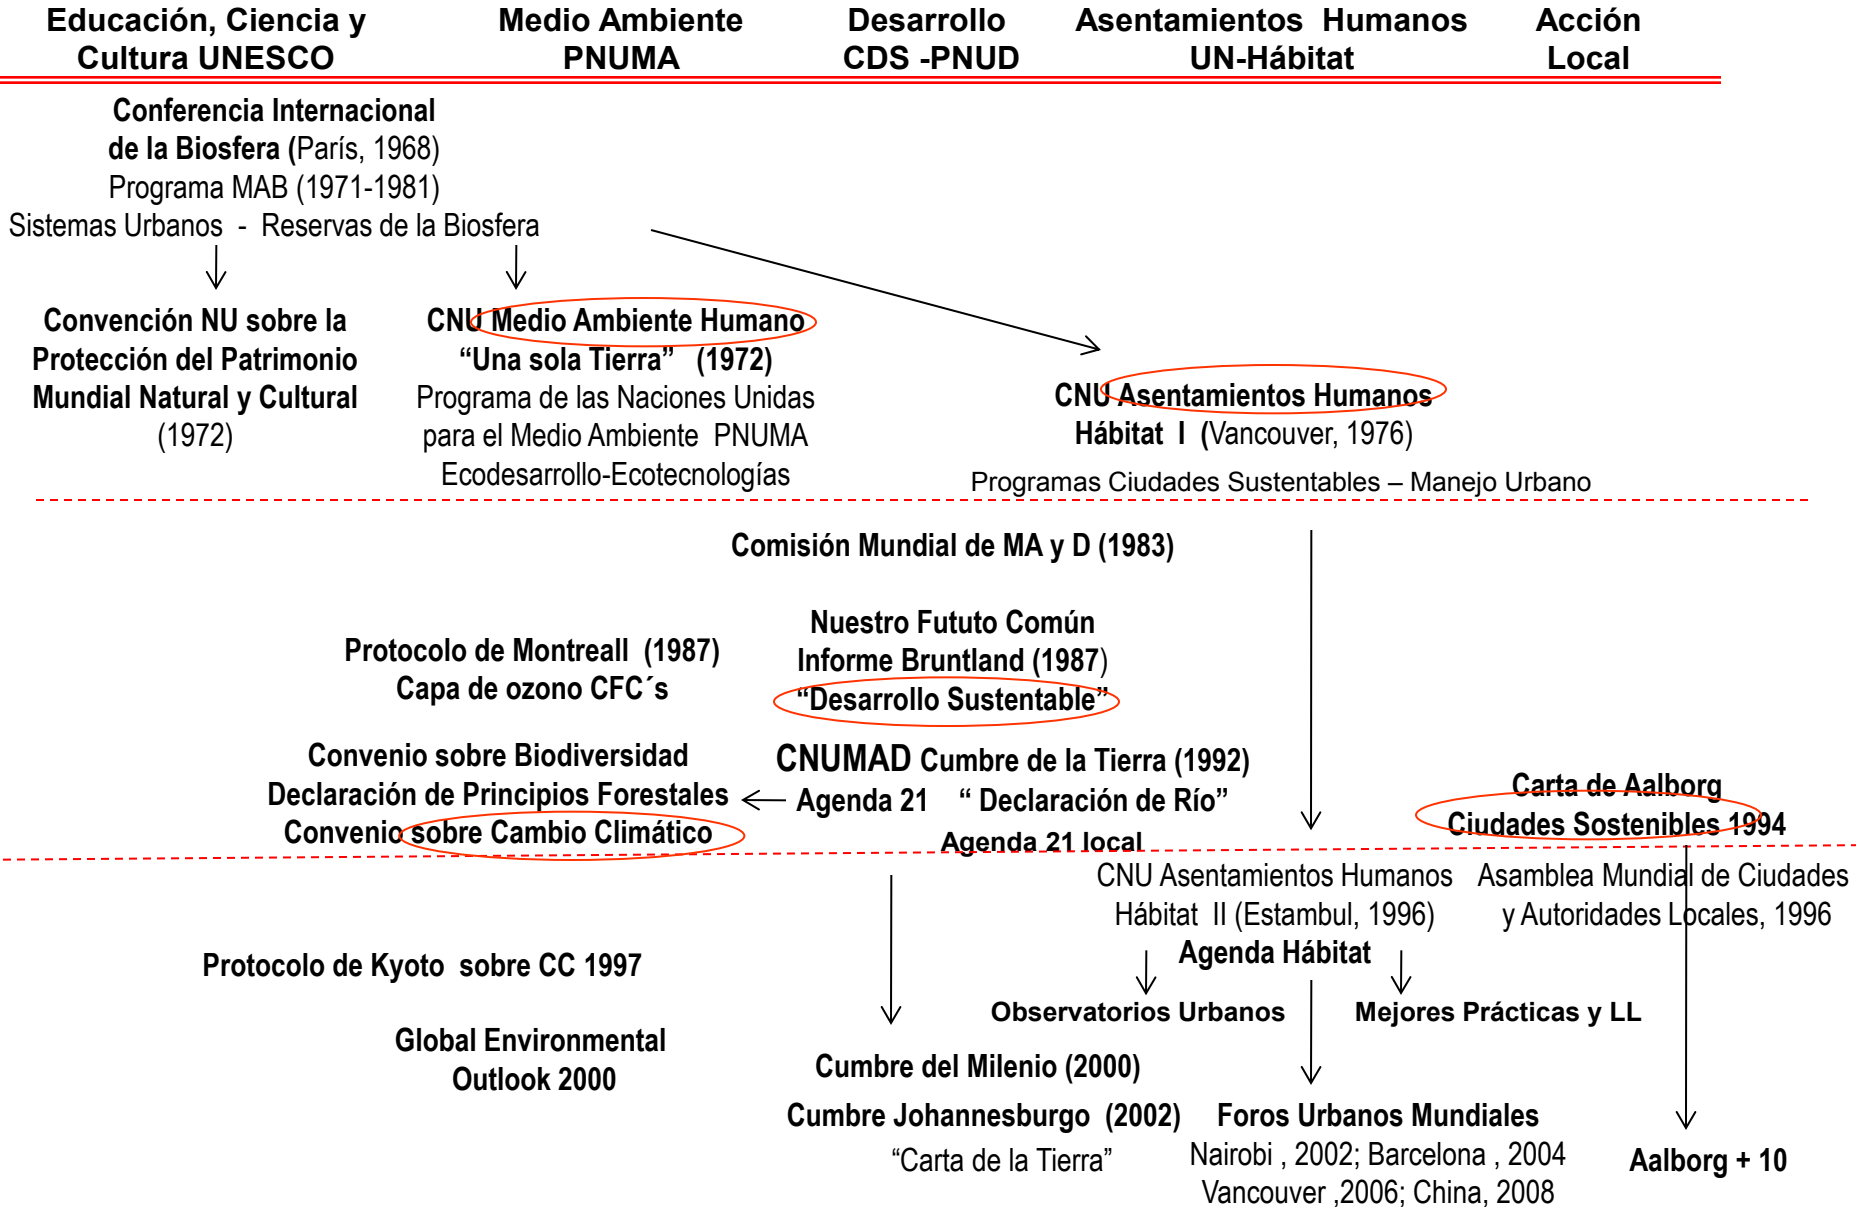 Educación, Ciencia y
Cultura UNESCO
Medio Ambiente
PNUMA
Desarrollo
CDS -PNUD
Asentamientos Humanos
UN-Hábitat
Acción
Local
Conferencia Internacional
de la Biosfera (París, 1968)
Programa MAB (1971-1981)
Sistemas Urbanos - Reservas de la Biosfera
Convención NU sobre la
Protección del Patrimonio
Mundial Natural y Cultural
(1972)
CNU Medio Ambiente Humano
“Una sola Tierra” (1972)
Programa de las Naciones Unidas
para el Medio Ambiente PNUMA
Ecodesarrollo-Ecotecnologías
CNU Asentamientos Humanos
Hábitat I (Vancouver, 1976)
Programas Ciudades Sustentables – Manejo Urbano
Comisión Mundial de MA y D (1983)
Protocolo de Montreall (1987)
Capa de ozono CFC´s
Nuestro Fututo Común
Informe Bruntland (1987)
“Desarrollo Sustentable”
Convenio sobre Biodiversidad
Declaración de Principios Forestales
Convenio sobre Cambio Climático
CNUMAD Cumbre de la Tierra (1992)
Agenda 21 “ Declaración de Río”
Agenda 21 local
Carta de Aalborg
Ciudades Sostenibles 1994
CNU Asentamientos Humanos
Hábitat II (Estambul, 1996)
Agenda Hábitat
Asamblea Mundial de Ciudades
y Autoridades Locales, 1996
Protocolo de Kyoto sobre CC 1997
Observatorios Urbanos
Mejores Prácticas y LL
Global Environmental
Outlook 2000
Cumbre del Milenio (2000)
Cumbre Johannesburgo (2002)
“Carta de la Tierra”
Foros Urbanos Mundiales
Nairobi , 2002; Barcelona , 2004
Vancouver ,2006; China, 2008
Aalborg + 10